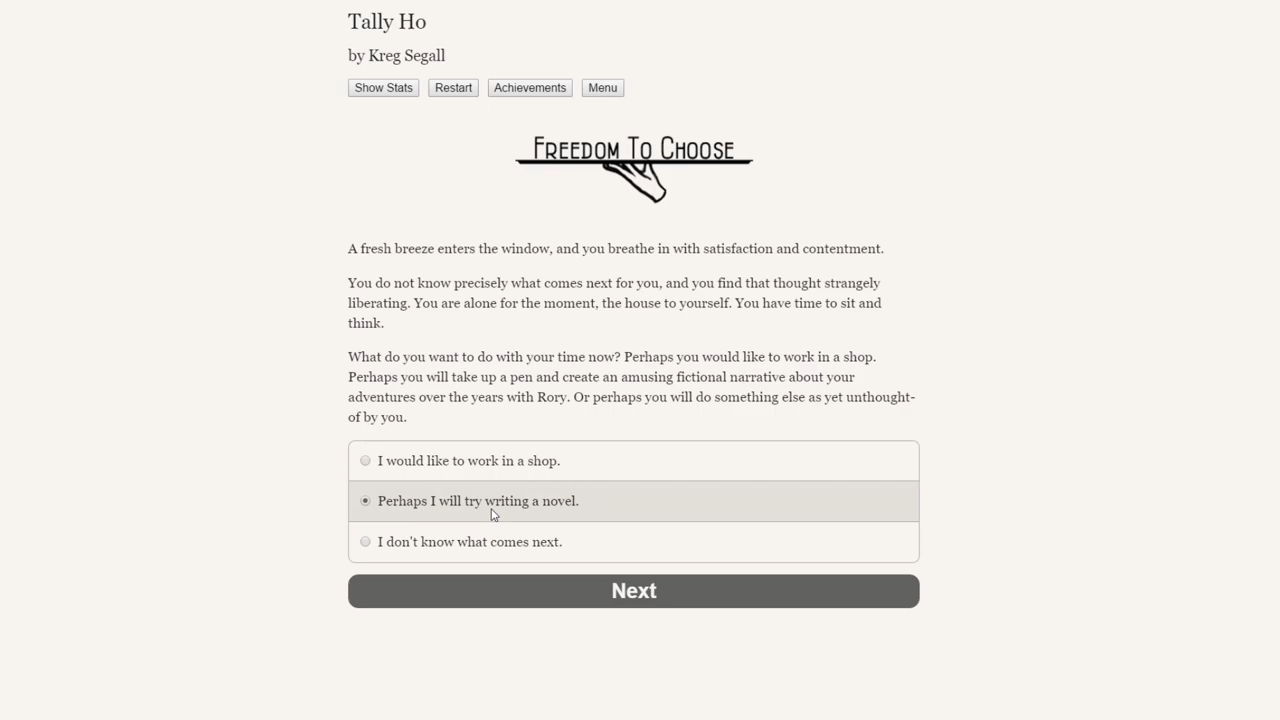 Tally Ho
by Kreg Segall
Show Stats Restart Achievements Menu
Freedom To Choose
A fresh breeze enters the window, and you breathe in with satisfaction and contentment.
You do not know precisely what comes next for you, and you find that thought strangely
liberating. You are alone for the moment, the house to yourself. You have time to sit and
think.
What do you want to do with your time now? Perhaps you would like to work in a shop.
Perhaps you will take up a pen and create an amusing fictional narrative about your
adventures over the years with Rory. Or perhaps you will do something else as yet unthought-
of by you.
I would like to work in a shop.
Perhaps I will try writing a novel.
I don't know what comes next.
Next